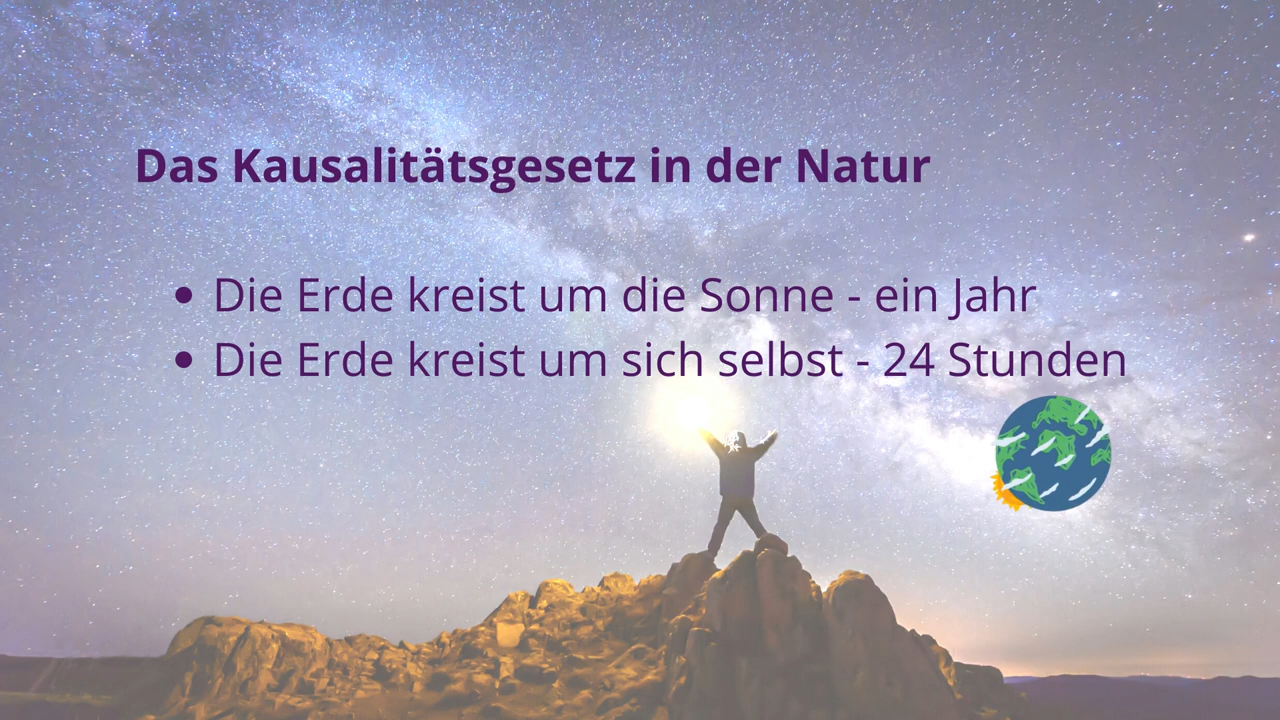 Das Kausalitätsgesetz in der Natur
• Die Erde kreist um die Sonne - ein Jahr
• Die Erde kreist um sich selbst - 24 Stunden